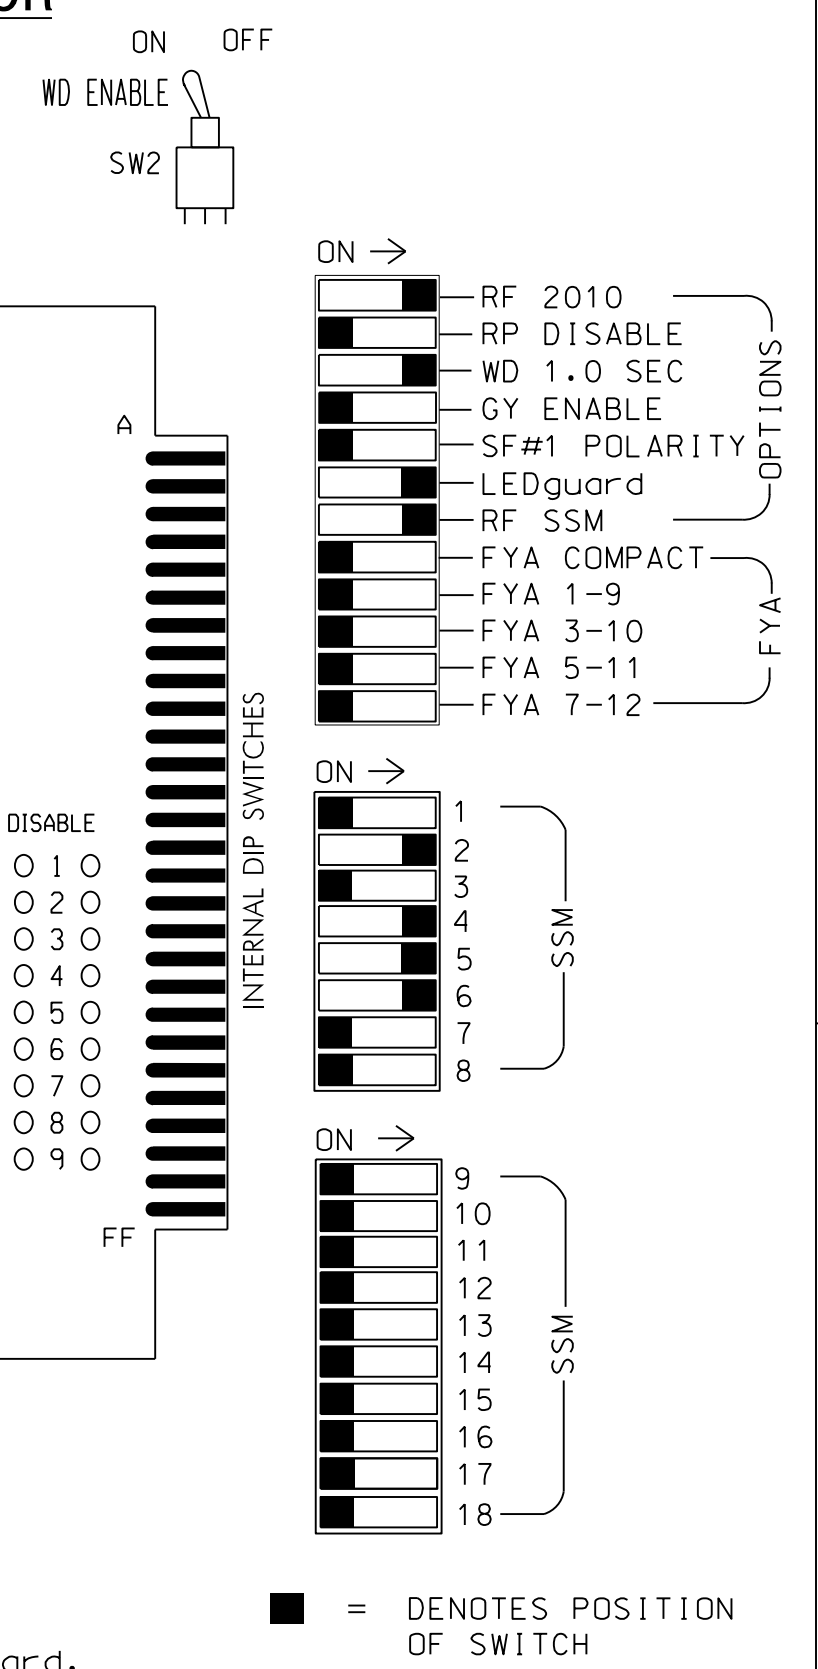 ON OFF
WD ENABLE
SW2
ON
RF 2010
RP DISABLE
WD 1.0 SEC
GY ENABLE
SF#1 POLARITY
LEDguard
RF SSM
OPTIONS
FYA COMPACT
FYA 1-9
FYA 3-10
FYA 5-11
FYA 7-12
FYA
A
FF
INTERNAL DIP SWITCHES
DISABLE
1
2
3
4
5
6
7
8
9
ON
1
2
3
4
5
6
7
8
SSM
ON
9
10
11
12
13
14
15
16
17
18
SSM
= DENOTES POSITION
OF SWITCH
ard.